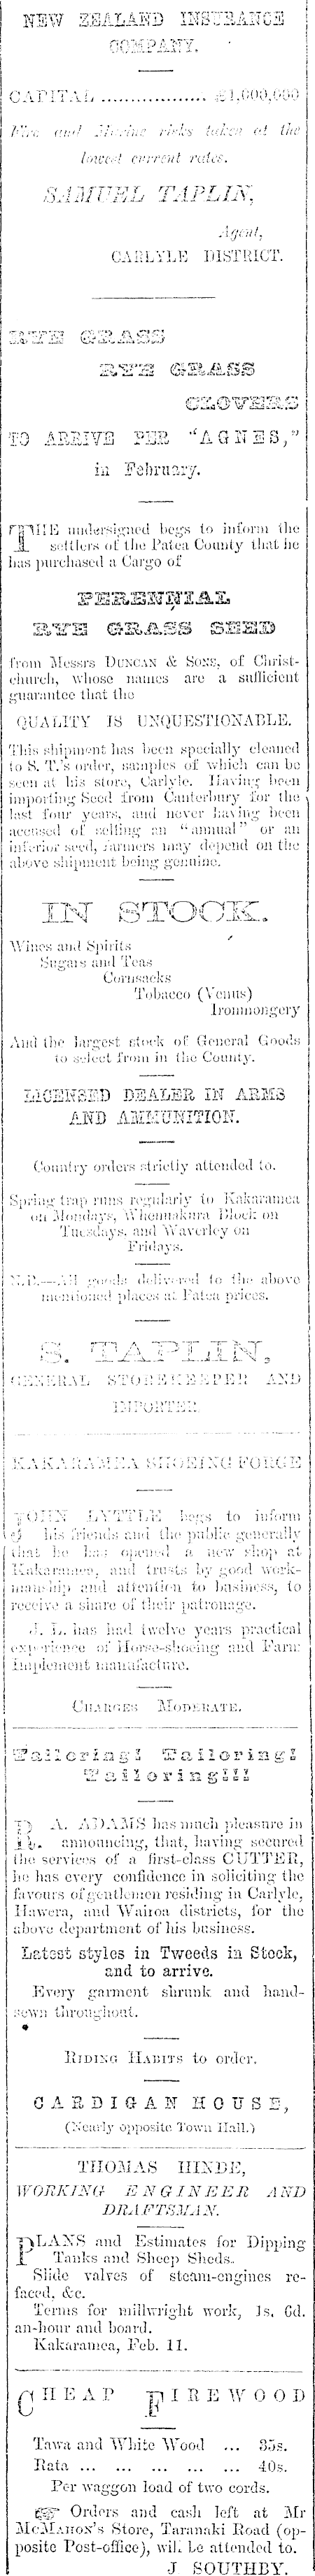 NEW ZEALAND INSURANCE
COMPANY.
CAPITAL .................. £1,000,000
Fire and Marine risks taken at the
lowest current rates.
SAMUEL TAPLIN,
Agent,
CARLYLE DISTRICT.
RYE GRASS
RYE GRASS
CLOVERS
TO ARRIVE PER "AGNES,"
in February.
THE undersigned begs to inform the
settlers of the Patea County that he
has purchased a Cargo of
PERENNIAL
RYE GRASS SEED
from Messrs DUNCAN & SONS, of Christ-
church, whose names are a sufficient
guarantee that the
QUALITY IS UNQUESTIONABLE.
This shipment has been specially cleaned
to S. T.'s order, samples of which can be
seen at his store, Carlyle. Having been
importing Seed from Canterbury for the
last four years, and never having been
accused of selling an "annual" or an
inferior seed, farmers may depend on the
above shipment being genuine.
IN STOCK.
Wines and Spirits
Sugars and Teas
Cornsacks
Tobacco (Venus)
Ironmongery
And the largest stock of General Goods
to select from in the County.
LICENSED DEALER IN ARMS
AND AMMUNITION.
Country orders strictly attended to.
Spring trap runs regularly to Kakaramea
on Mondays, Whenuakura Block on
Tuesdays, and Waverley on
Fridays.
N.B.—All goods delivered to the above
mentioned places at Patea prices.
S. TAPLIN,
GENERAL STOREKEEPER AND
IMPORTER.
KAKARAMEA SHOEING FORGE
JOHN LYTTLE begs to inform
his friends and the public generally
that he has opened a new shop at
Kakaramea, and trusts by good work-
manship and attention to business, to
receive a share of their patronage.
J. L. has had twelve years practical
experience of Horse-shoeing and Farm
Implement manufacture.
CHARGES MODERATE.
Tailoring! Tailoring!
Tailoring!!!
R. A. ADAMS has much pleasure in
announcing, that, having secured
the services of a first-class CUTTER,
he has every confidence in soliciting the
favours of gentlemen residing in Carlyle,
Hawera, and Wairoa districts, for the
above department of his business.
Latest styles in Tweeds in Stock,
and to arrive.
Every garment shrunk and hand-
sewn throughout.
RIDING HABITS to order.
CARDIGAN HOUSE,
(Nearly opposite Town Hall.)
THOMAS HINDE,
WORKING ENGINEER AND
DRAFTSMAN.
PLANS and Estimates for Dipping
Tanks and Sheep Sheds.
Slide valves of steam-engines re-
faced, &c.
Terms for millwright work, 1s. 6d.
an-hour and board.
Kakaramea, Feb. 11.
CHEAP FIREWOOD
Tawa and White Wood ... 35s.
Rata ... ... ... ... ... 40s.
Per waggon load of two cords.
☞ Orders and cash left at Mr
McMAHON's Store, Taranaki Road (op-
posite Post-office), will be attended to.
J SOUTHBY.